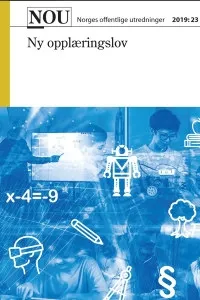 NOU
Norges offentlige utredninger 2019: 23
Ny opplæringslov
x-4=-9
§
§